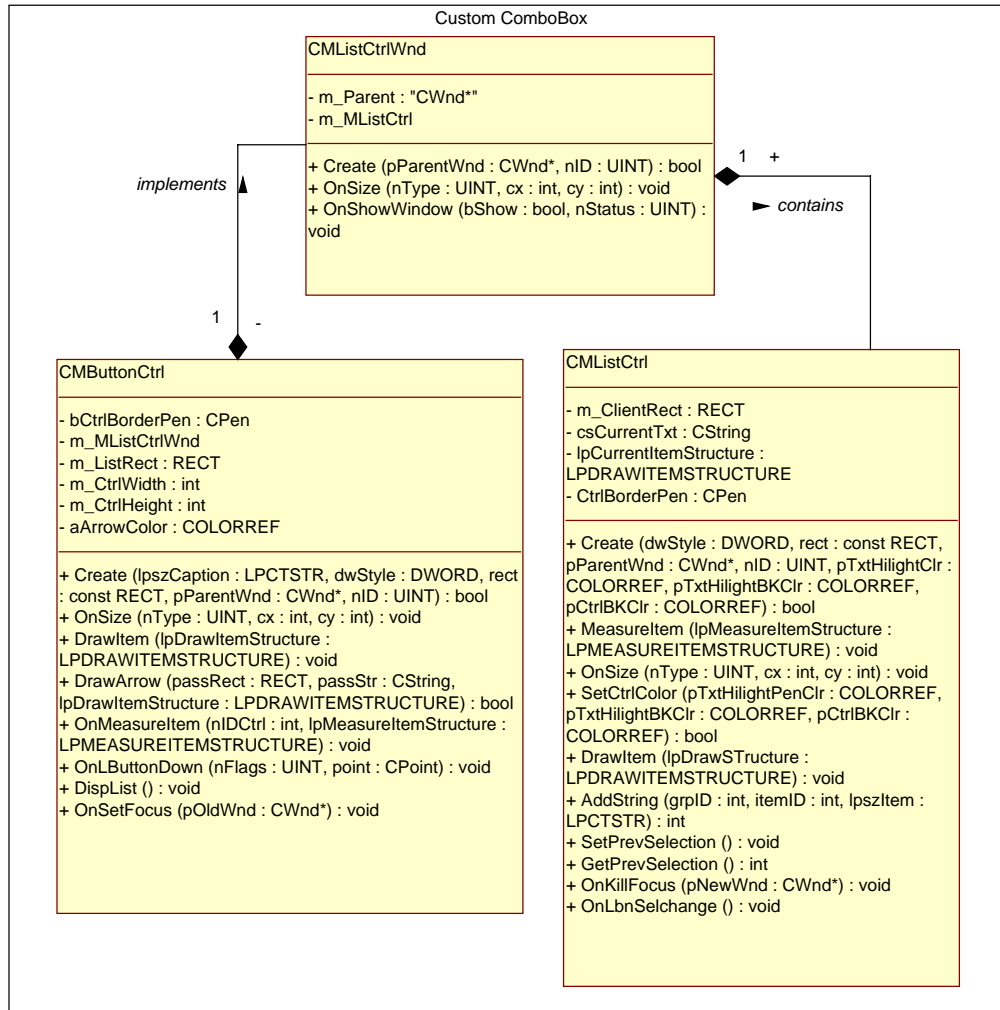 Custom ComboBox
CMListCtrlWnd
- m_Parent : "CWnd*"
- m_MListCtrl
+ Create (pParentWnd : CWnd*, nID : UINT) : bool
+ OnSize (nType : UINT, cx : int, cy : int) : void
+ OnShowWindow (bShow : bool, nStatus : UINT) :
void
implements
1 +
contains
1 -
CMButtonCtrl
- bCtrlBorderPen : CPen
- m_MListCtrlWnd
- m_ListRect : RECT
- m_CtrlWidth : int
- m_CtrlHeight : int
- aArrowColor : COLORREF
+ Create (lpszCaption : LPCTSTR, dwStyle : DWORD, rect
: const RECT, pParentWnd : CWnd*, nID : UINT) : bool
+ OnSize (nType : UINT, cx : int, cy : int) : void
+ DrawItem (lpDrawItemStructure :
LPDRAWITEMSTRUCTURE) : void
+ DrawArrow (passRect : RECT, passStr : CString,
lpDrawItemStructure : LPDRAWITEMSTRUCTURE) : bool
+ OnMeasureItem (nIDCtrl : int, lpMeasureItemStructure :
LPMEASUREITEMSTRUCTURE) : void
+ OnLButtonDown (nFlags : UINT, point : CPoint) : void
+ DispList () : void
+ OnSetFocus (pOldWnd : CWnd*) : void
CMListCtrl
- m_ClientRect : RECT
- csCurrentTxt : CString
- lpCurrentItemStructure :
LPDRAWITEMSTRUCTURE
- CtrlBorderPen : CPen
+ Create (dwStyle : DWORD, rect : const RECT,
pParentWnd : CWnd*, nID : UINT, pTxtHilightClr :
COLORREF, pTxtHilightBKClr : COLORREF,
pCtrlBKClr : COLORREF) : bool
+ MeasureItem (lpMeasureItemStructure :
LPMEASUREITEMSTRUCTURE) : void
+ OnSize (nType : UINT, cx : int, cy : int) : void
+ SetCtrlColor (pTxtHilightPenClr : COLORREF,
pTxtHilightBKClr : COLORREF, pCtrlBKClr :
COLORREF) : bool
+ DrawItem (lpDrawSTructure :
LPDRAWITEMSTRUCTURE) : void
+ AddString (grpID : int, itemID : int, lpszItem :
LPCTSTR) : int
+ SetPrevSelection () : void
+ GetPrevSelection () : int
+ OnKillFocus (pNewWnd : CWnd*) : void
+ OnLbnSelchange () : void